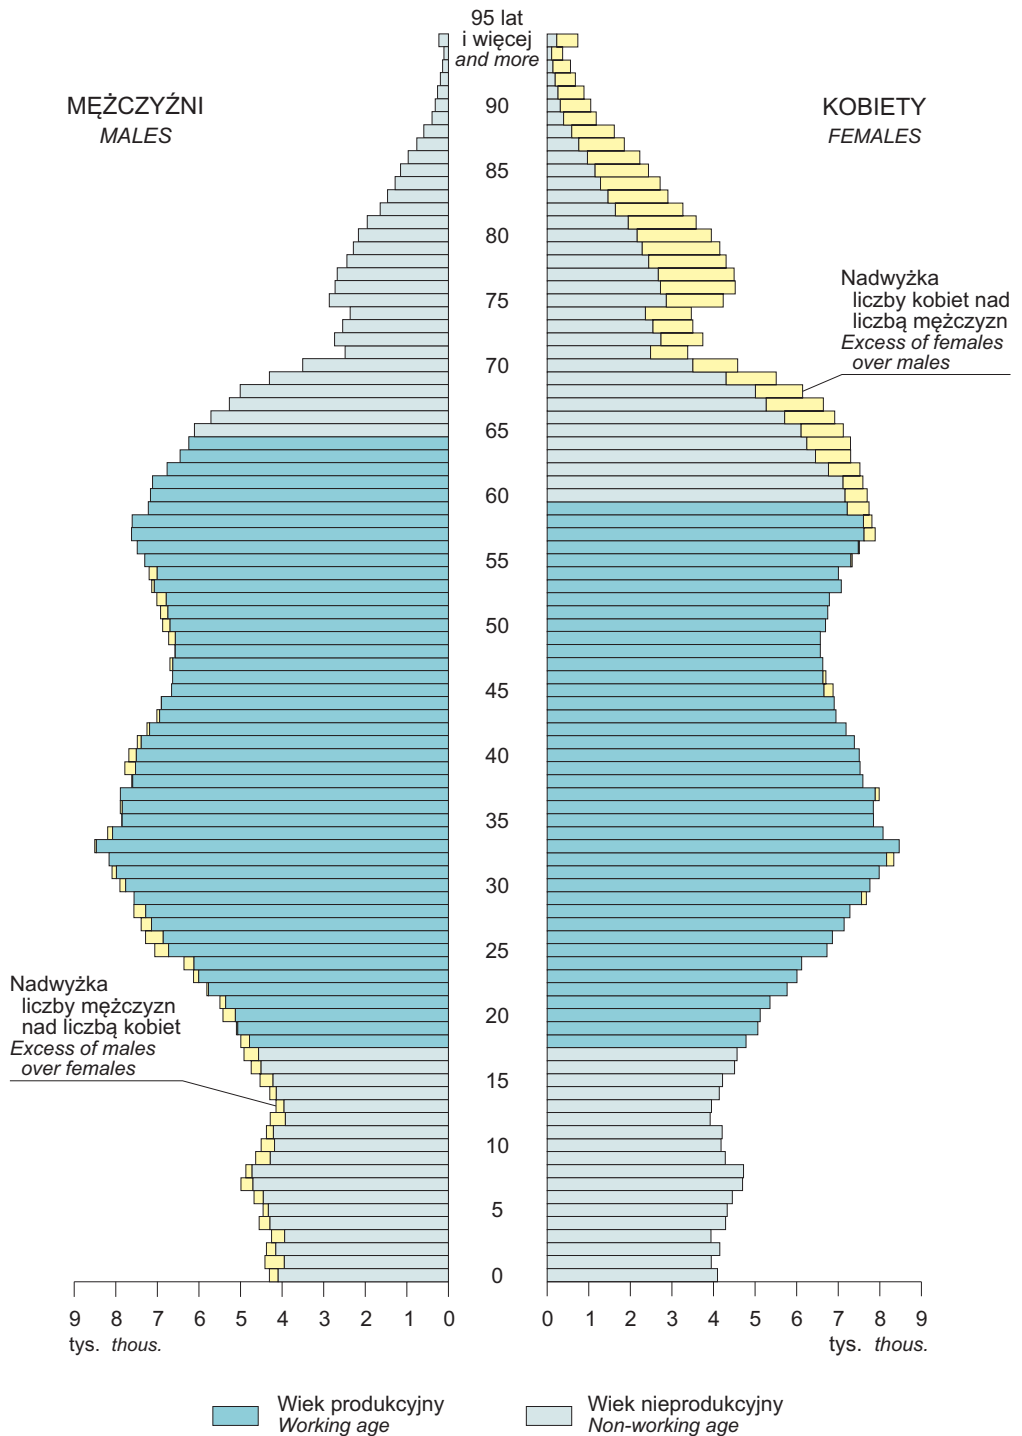 95 lat
i więcej
and more
MĘŻCZYŹNI
MALES
KOBIETY
FEMALES
90
85
80
75
70
65
60
55
50
45
40
35
30
25
20
15
10
5
0
Nadwyżka
liczby kobiet nad
liczbą mężczyzn
Excess of females
over males
Nadwyżka
liczby mężczyzn
nad liczbą kobiet
Excess of males
over females
9 8 7 6 5 4 3 2 1 0
0 1 2 3 4 5 6 7 8 9
tys. thous.
tys. thous.
Wiek produkcyjny
Working age
Wiek nieprodukcyjny
Non-working age